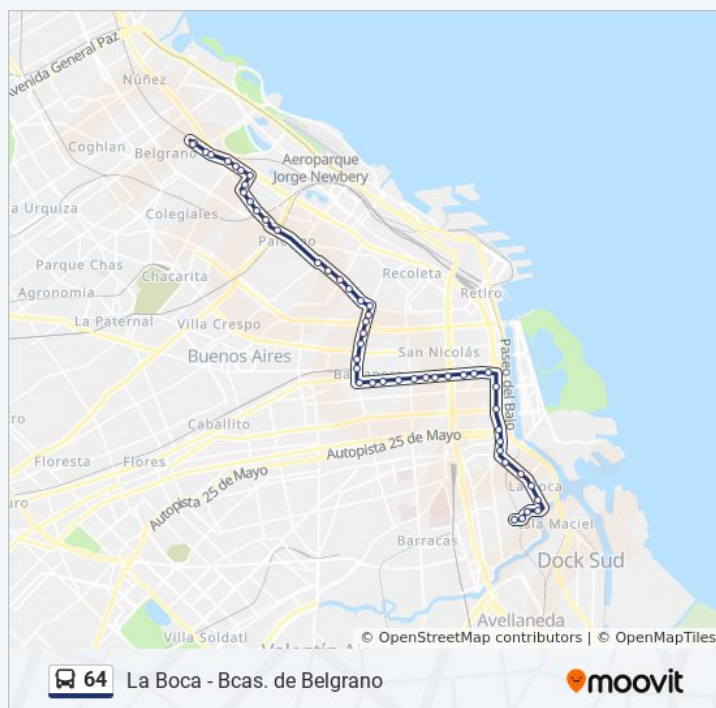 Avenida General Paz
Núñez
Coghlan
Belgrano
Aeroparque
Jorge Newbery
a Urquiza
Colegiales
Palermo
Parque Chas
Chacarita
Recoleta
Agronomía
Retiro
La Paternal
Villa Crespo
San Nicolás
Buenos Aires
Paseo del Bajo
Caballito
Autopista 25 de Mayo
Floresta
Flores
Autopista 25 de Mayo
La Boca
uro
Isla Maciel
Barracas
Dock Sud
Avellaneda
Villa Soldati
© OpenStreetMap contributors | © OpenMapTiles
64 La Boca - Bcas. de Belgrano
moovit